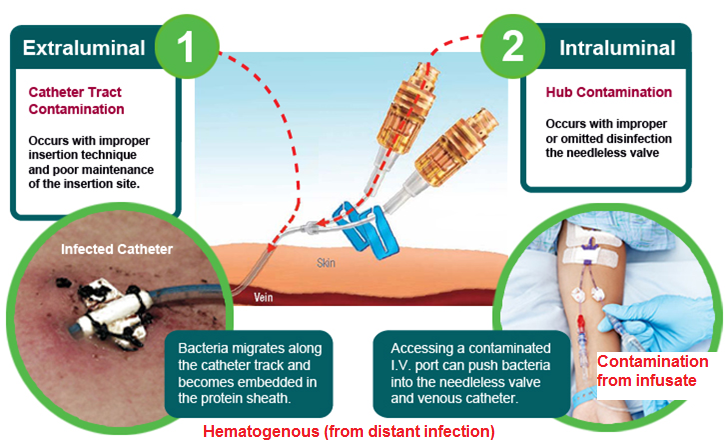 Extraluminal
1
Catheter Tract
Contamination
Occurs with improper
insertion technique
and poor maintenance
of the insertion site.
2
Intraluminal
Hub Contamination
Occurs with improper
or omitted disinfection
the needleless valve
Infected Catheter
Skin
Vein
Bacteria migrates along
the catheter track and
becomes embedded in
the protein sheath.
Accessing a contaminated
I.V. port can push bacteria
into the needleless valve
and venous catheter.
Contamination
from infusate
Hematogenous (from distant infection)